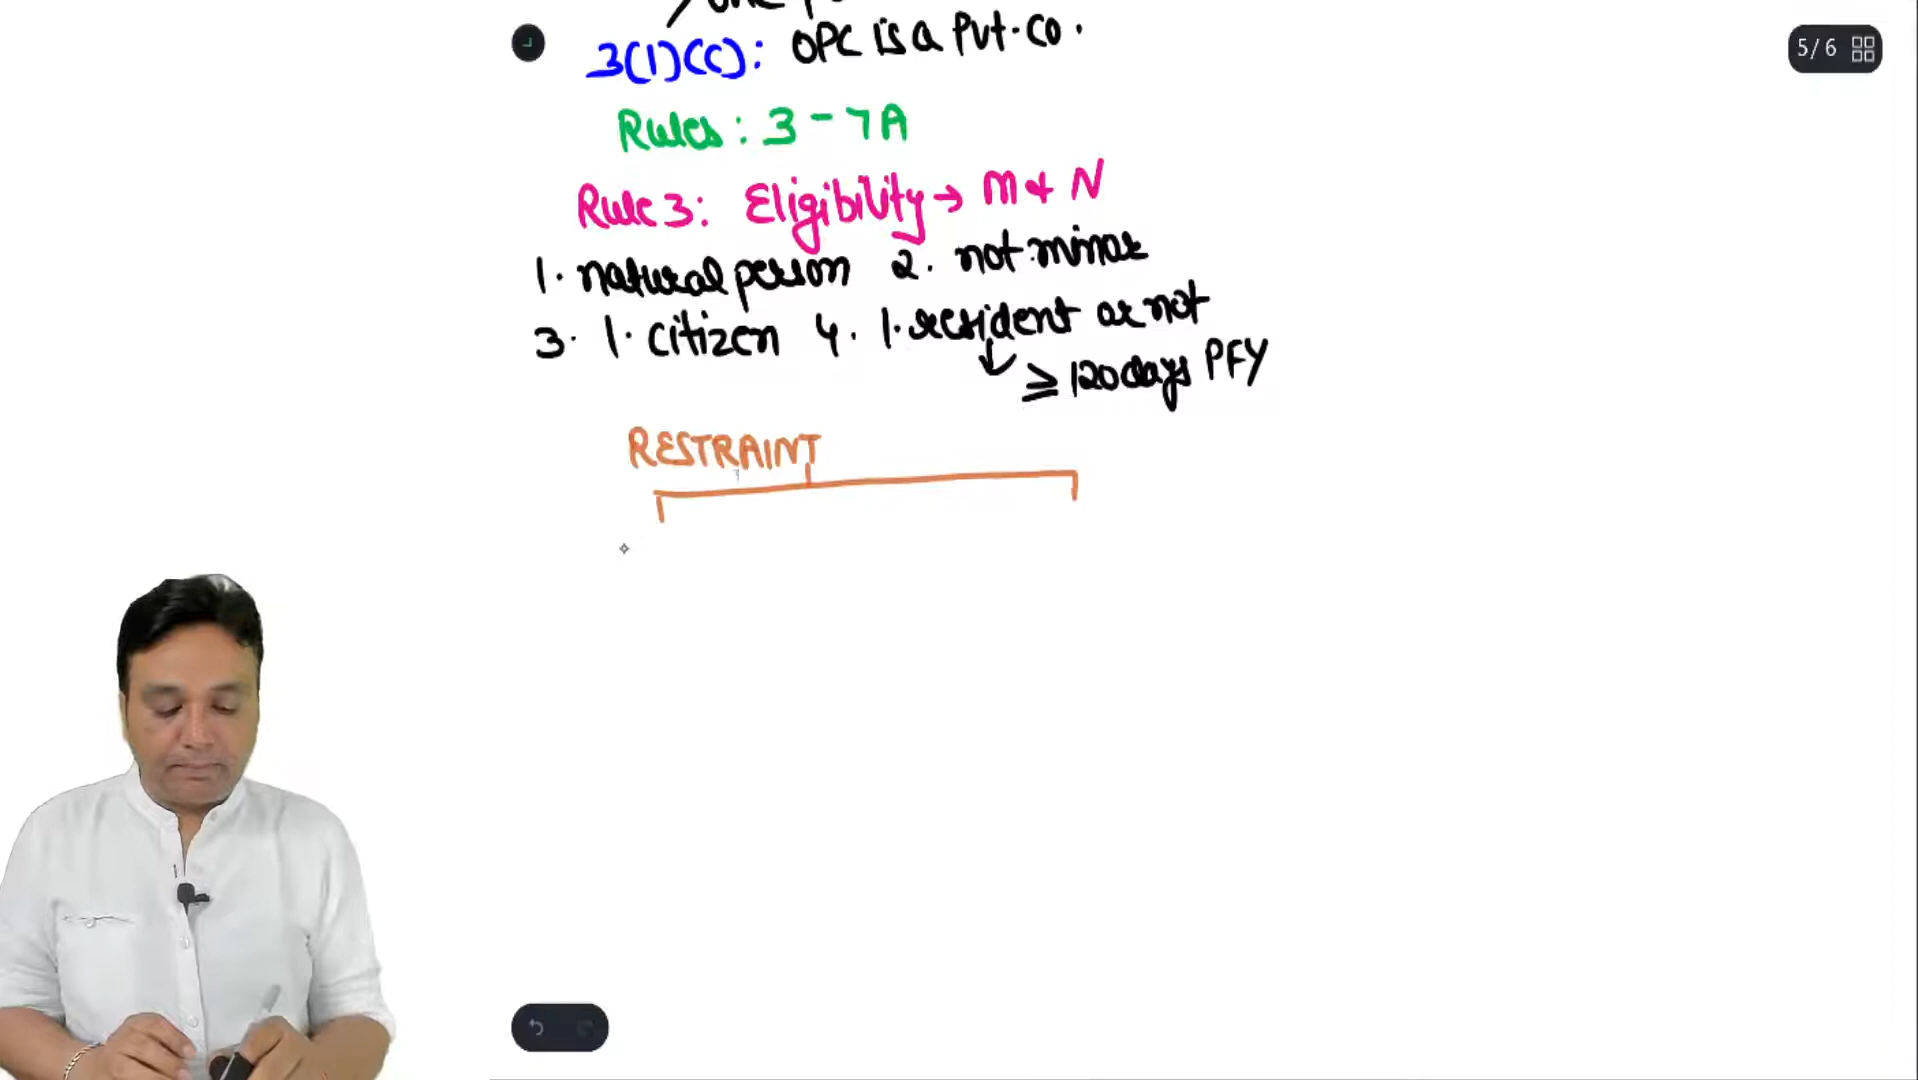 3(1)(c): OPC is a Pvt. Co.
5/6
Rules: 3-7A
Rule 3: Eligibility → M & N
1. natural person 2. not minor
3. I. citizen 4. I. resident or not
↓ ≥ 120 days PFY
RESTRAINT